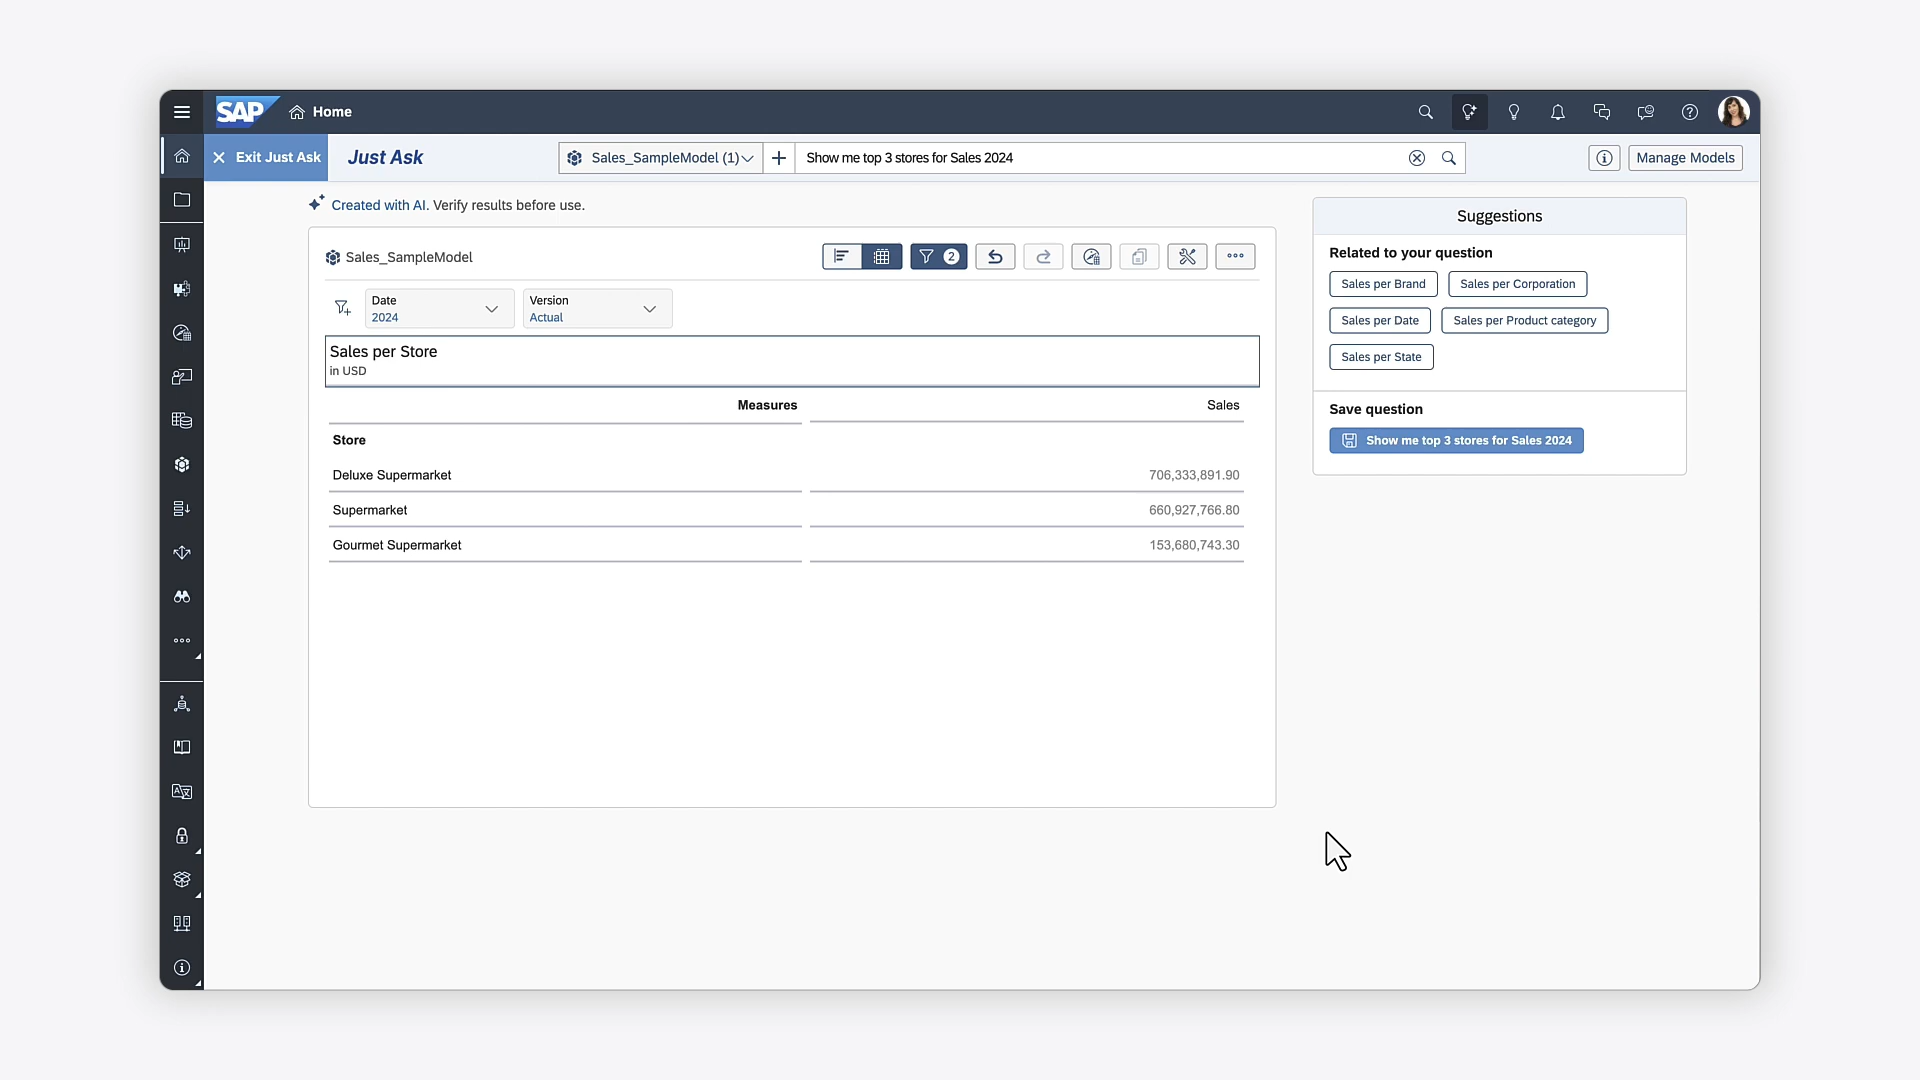 SAP Home
Exit Just Ask
Just Ask
Sales_SampleModel (1)
Show me top 3 stores for Sales 2024
Manage Models
Created with AI. Verify results before use.
Sales_SampleModel
2
Date
2024
Version
Actual
Sales per Store
in USD
Measures Sales
Store
Deluxe Supermarket 706,333,891.90
Supermarket 660,927,766.80
Gourmet Supermarket 153,680,743.30
Suggestions
Related to your question
Sales per Brand
Sales per Corporation
Sales per Date
Sales per Product category
Sales per State
Save question
Show me top 3 stores for Sales 2024